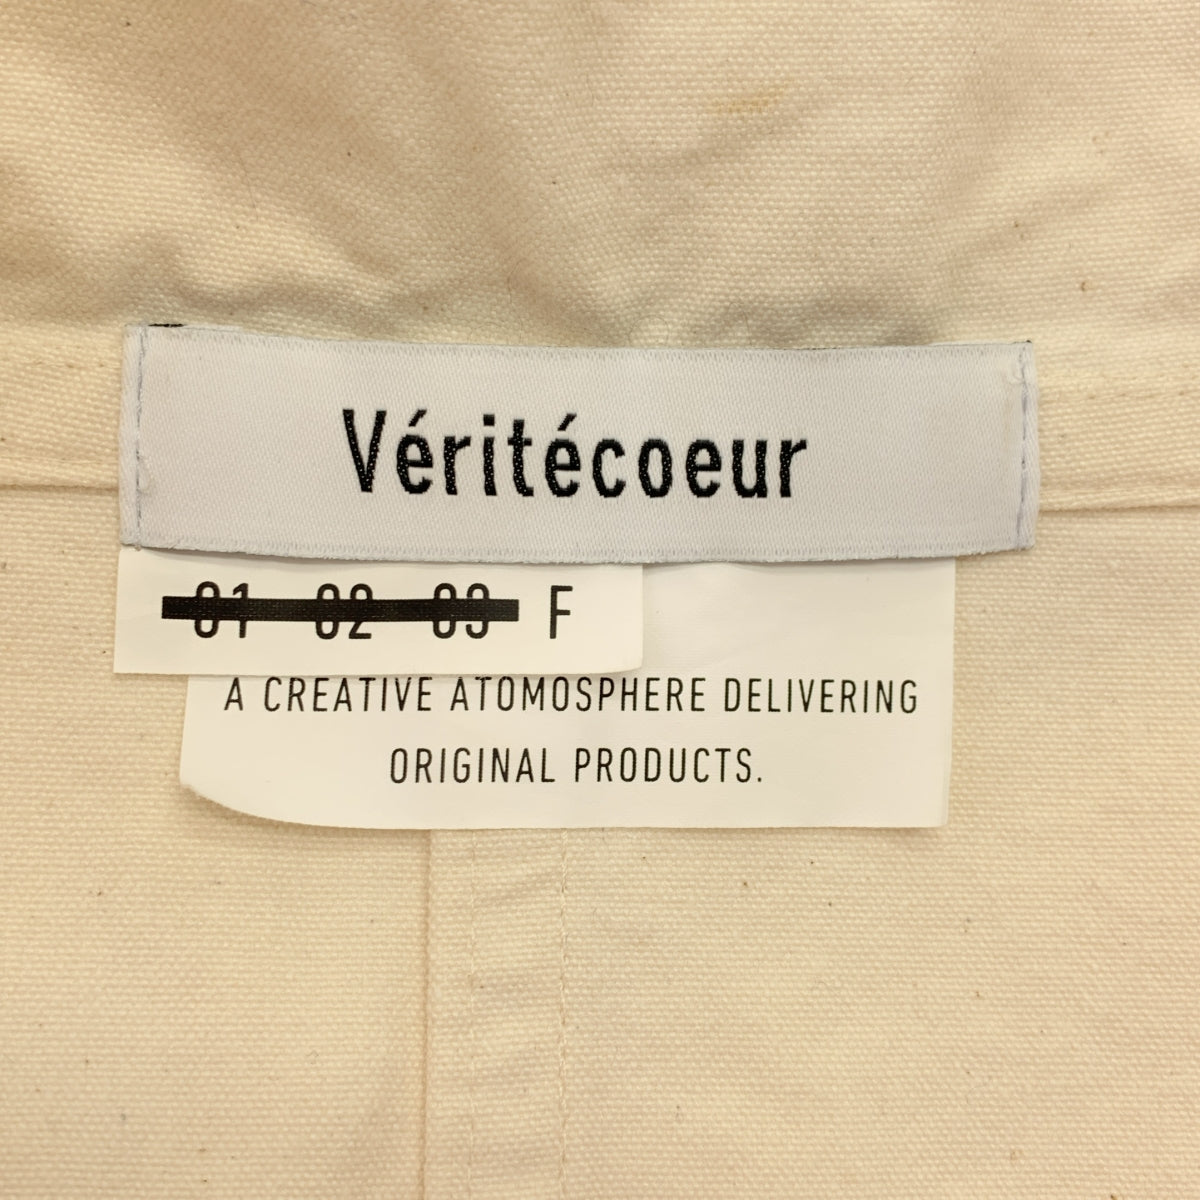 Véritécoeur
01 02 03 F
A CREATIVE ATOMOSPHERE DELIVERING
ORIGINAL PRODUCTS.